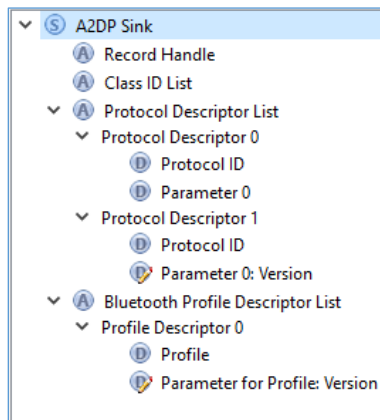 S A2DP Sink
A Record Handle
A Class ID List
A Protocol Descriptor List
Protocol Descriptor 0
D Protocol ID
D Parameter 0
Protocol Descriptor 1
D Protocol ID
D Parameter 0: Version
A Bluetooth Profile Descriptor List
Profile Descriptor 0
D Profile
D Parameter for Profile: Version